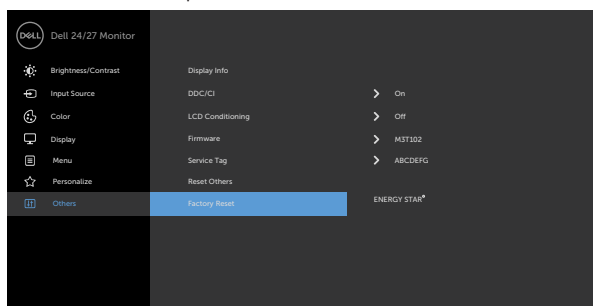 DELL Dell 24/27 Monitor
Brightness/Contrast Display Info
Input Source DDC/CI On
Color LCD Conditioning Off
Display Firmware M3T102
Menu Service Tag ABCDEFG
Personalize Reset Others
Others Factory Reset ENERGY STAR®